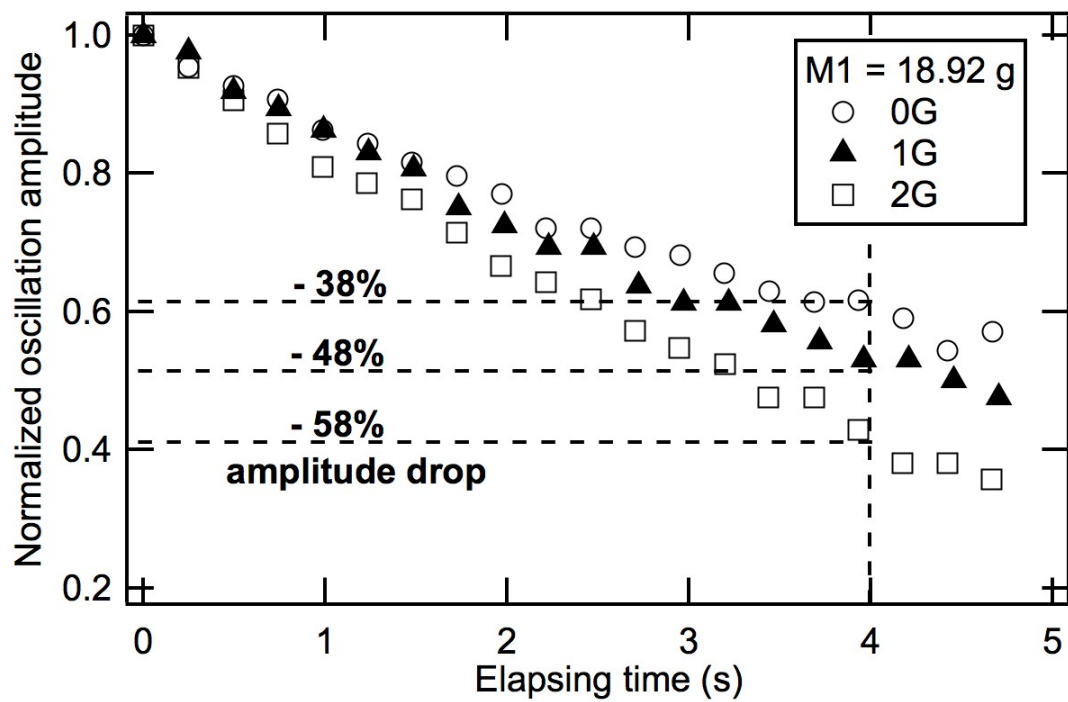 Normalized oscillation amplitude
1.0
0.8
0.6
0.4
0.2
M1 = 18.92 g
0G
1G
2G
- 38%
- 48%
- 58%
amplitude drop
0 1 2 3 4 5
Elapsing time (s)